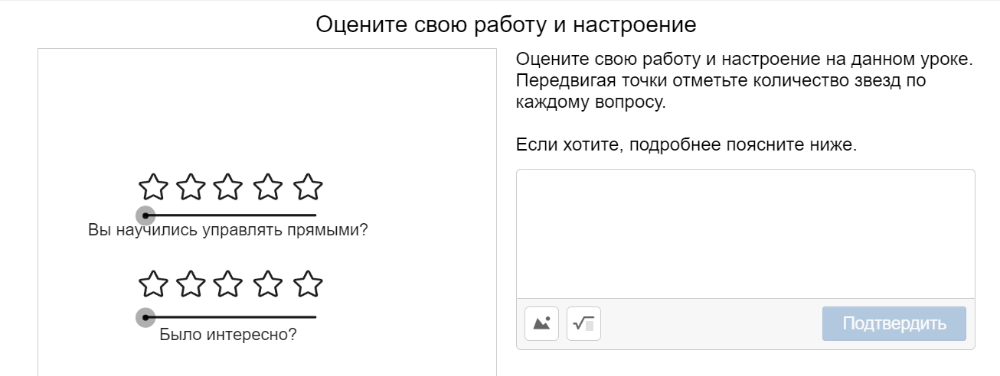 Оцените свою работу и настроение
Вы научились управлять прямыми?
Было интересно?
Оцените свою работу и настроение на данном уроке.
Передвигая точки отметьте количество звезд по
каждому вопросу.
Если хотите, подробнее поясните ниже.
Подтвердить